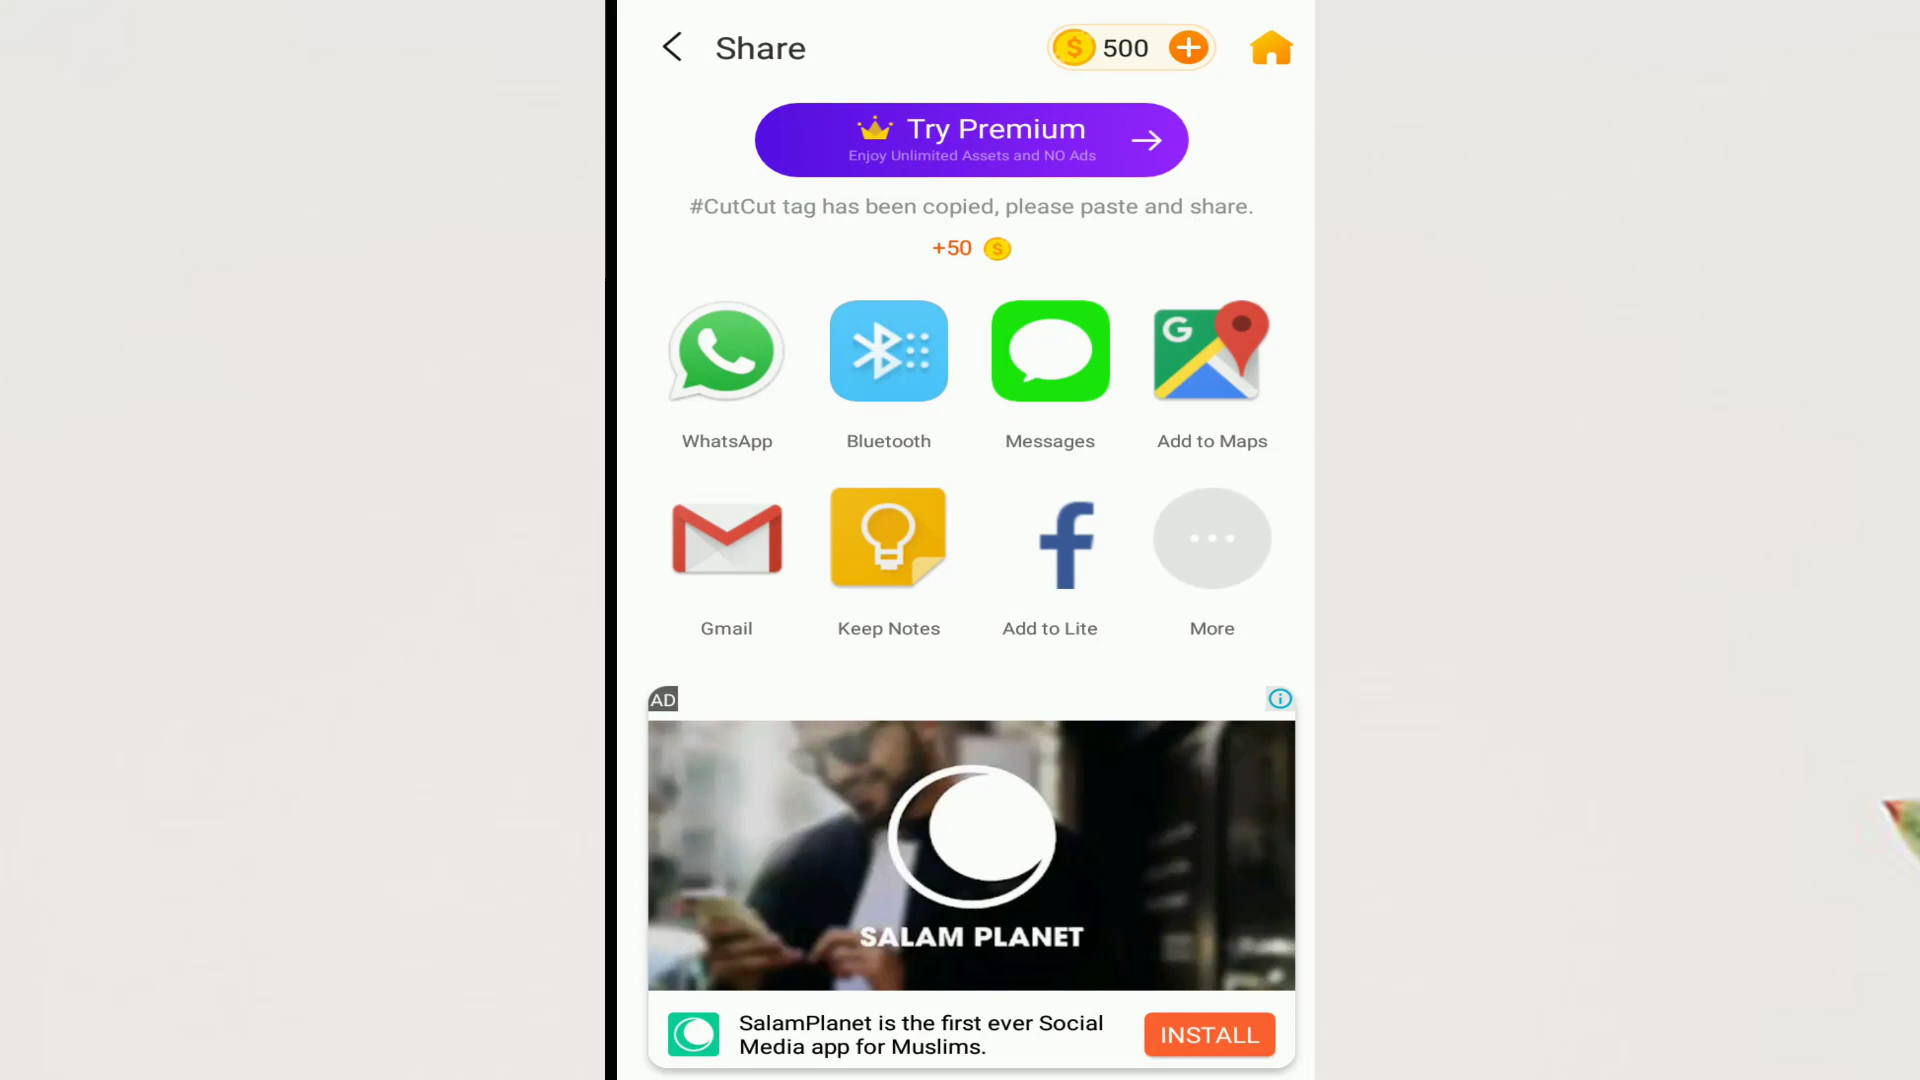 Share
500
Try Premium
Enjoy Unlimited Assets and NO Ads
#CutCut tag has been copied, please paste and share.
+50
WhatsApp
Bluetooth
Messages
Add to Maps
Gmail
Keep Notes
Add to Lite
More
AD
SALAM PLANET
SalamPlanet is the first ever Social
Media app for Muslims.
INSTALL